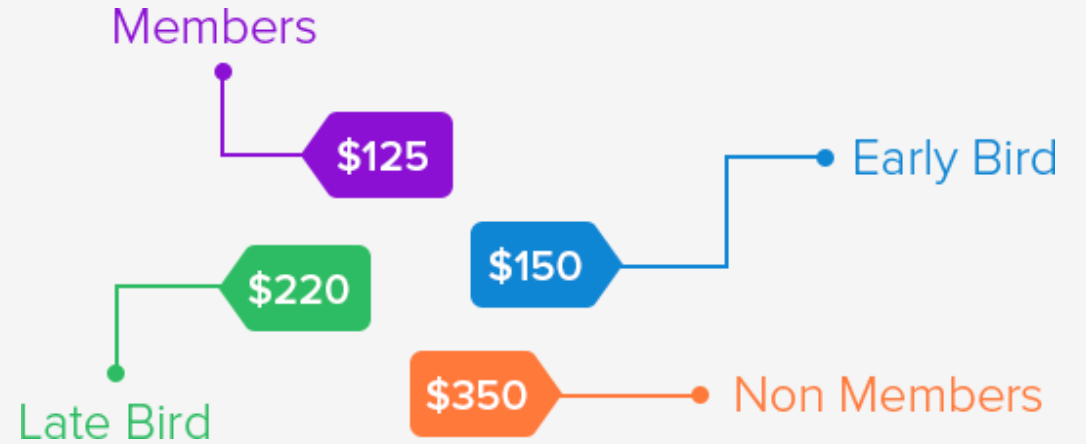 Members
$125
Early Bird
$150
$220
Late Bird
$350
Non Members